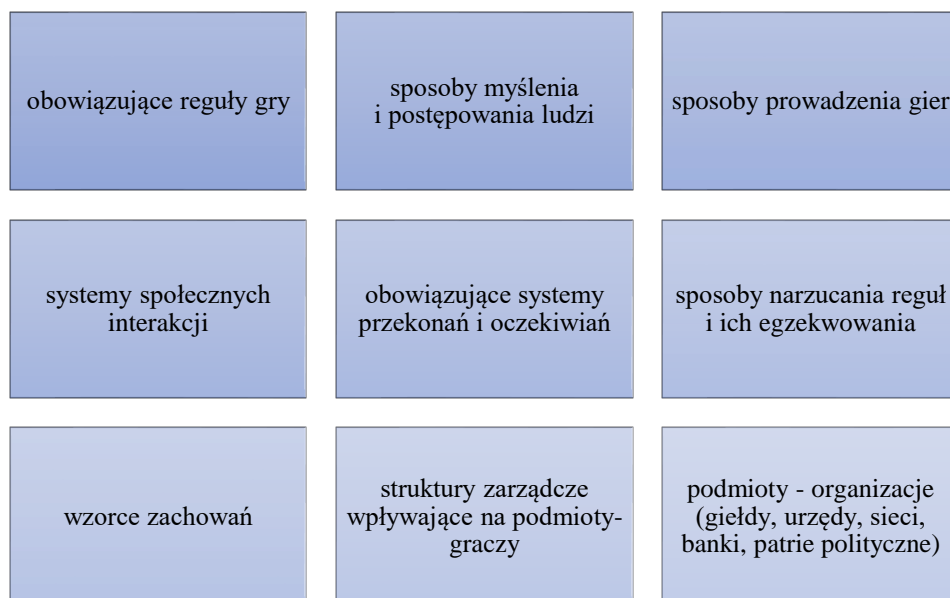 obowiązujące reguły gry
sposoby myślenia
i postępowania ludzi
sposoby prowadzenia gier
systemy społecznych
interakcji
obowiązujące systemy
przekonań i oczekiwiań
sposoby narzucania reguł
i ich egzekwowania
wzorce zachowań
struktury zarządcze
wpływające na podmioty-
graczy
podmioty - organizacje
(giełdy, urzędy, sieci,
banki, patrie polityczne)